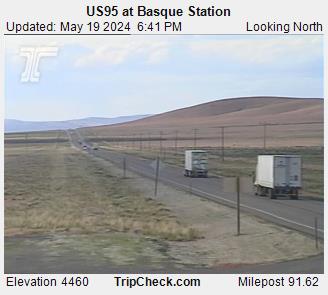 US95 at Basque Station
Updated: May 19 2024 6:41 PM Looking North
Elevation 4460 TripCheck.com Milepost 91.62